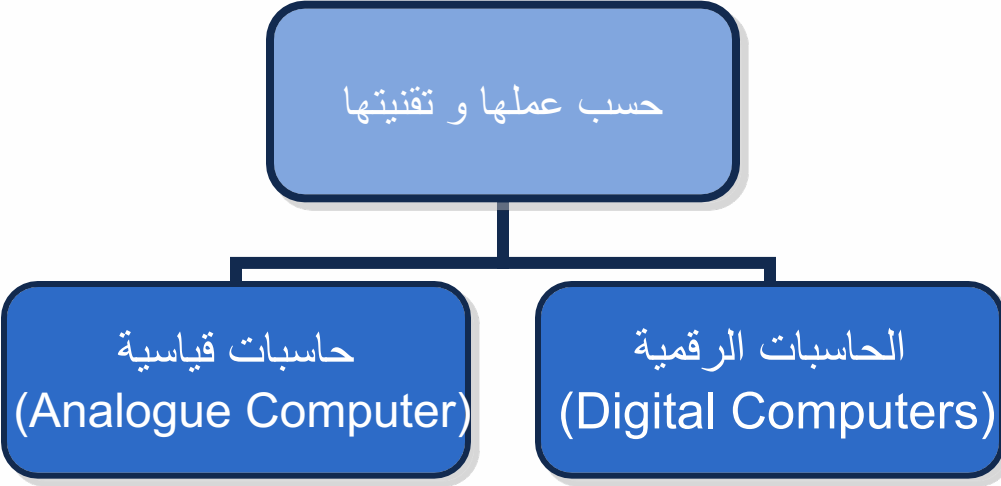 حسب عملها و تقنيتها
الحاسبات الرقمية
(Digital Computers)
حاسبات قياسية
(Analogue Computer)